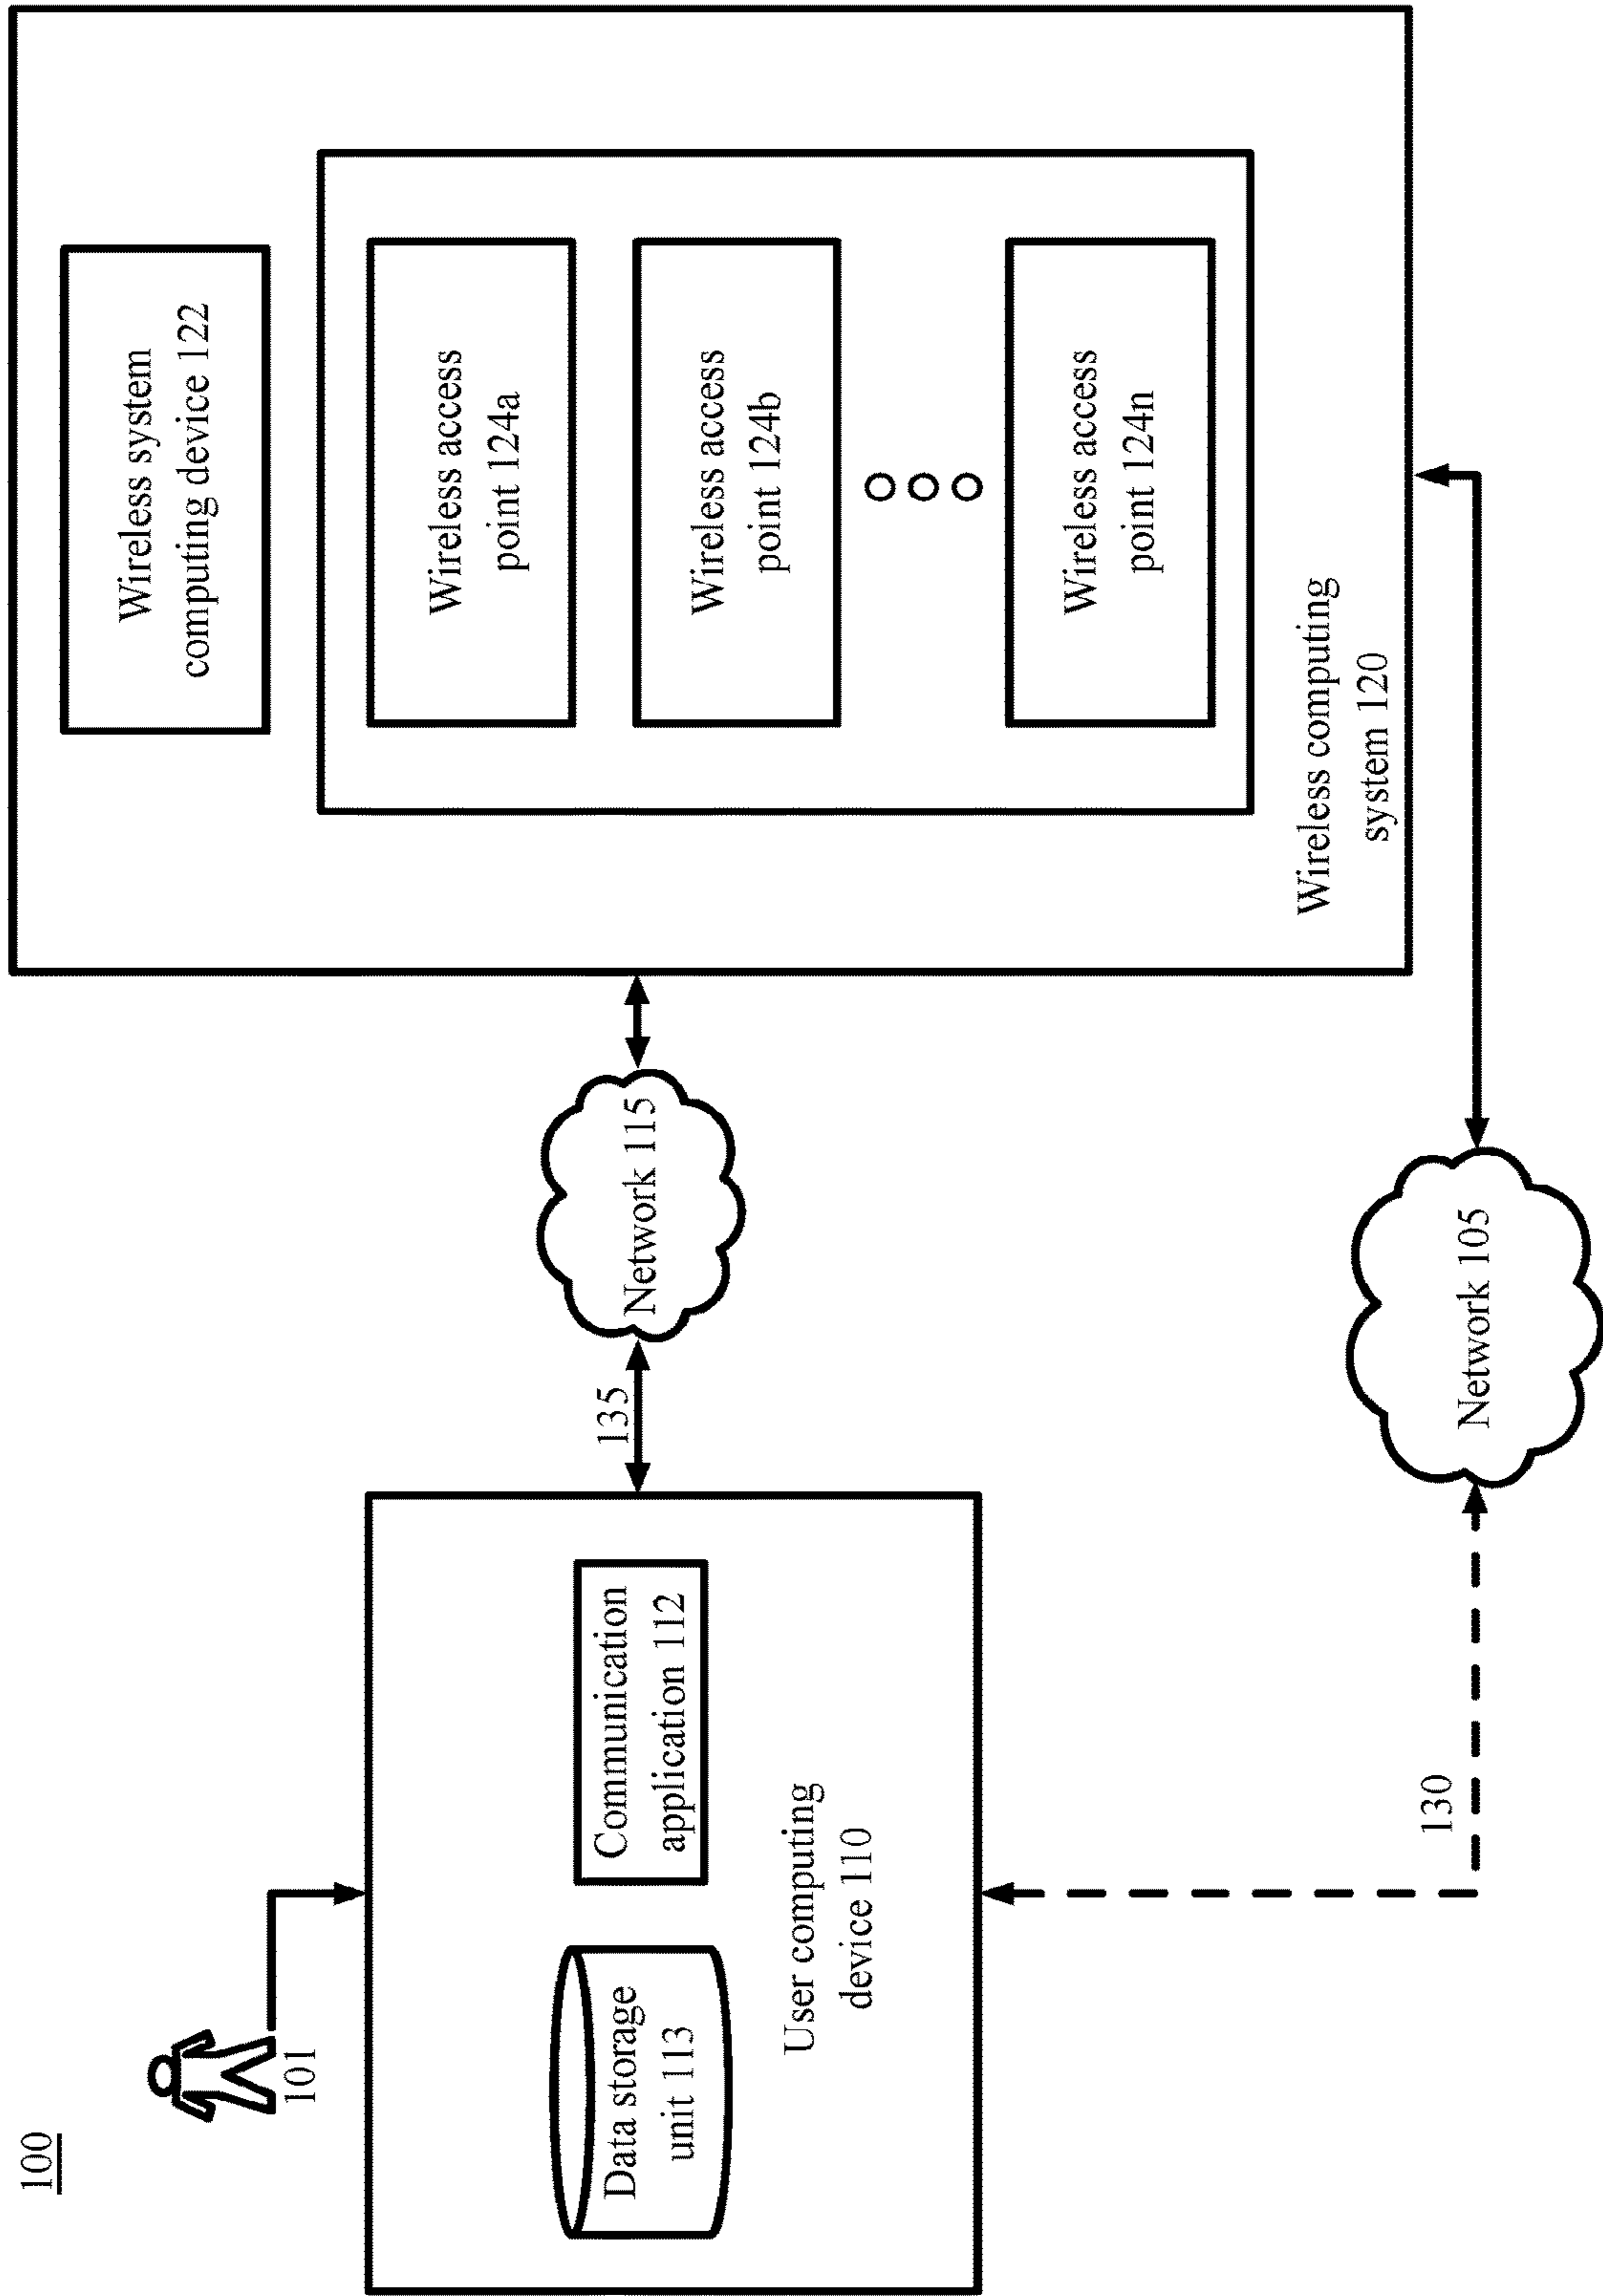 100
101
Data storage
unit 113
Communication
application 112
User computing
device 110
135
Network 115
130
Network 105
Wireless system
computing device 122
Wireless access
point 124a
Wireless access
point 124b
Wireless access
point 124n
Wireless computing
system 120